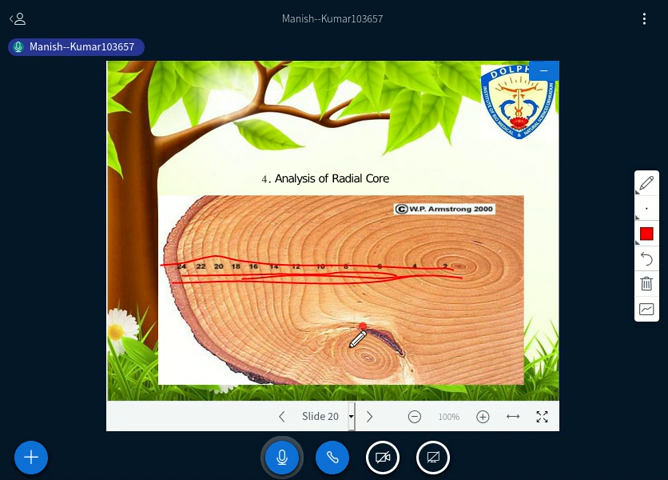 Manish--Kumar103657
Manish--Kumar103657
DOLPH
4. Analysis of Radial Core
© W.P. Armstrong 2000
24 22 20 18 16 14 12 10 8 6 4 2
Slide 20
100%